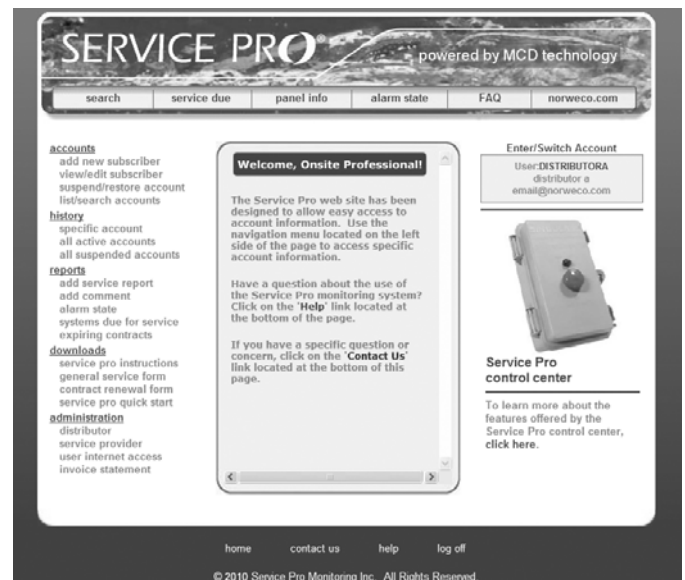 SERVICE PRO®
powered by MCD technology
search service due panel info alarm state FAQ norweco.com
accounts
add new subscriber
view/edit subscriber
suspend/restore account
list/search accounts
history
specific account
all active accounts
all suspended accounts
reports
add service report
add comment
alarm state
systems due for service
expiring contracts
downloads
service pro instructions
general service form
contract renewal form
service pro quick start
administration
distributor
service provider
user internet access
invoice statement
Welcome, Onsite Professional!
The Service Pro web site has been
designed to allow easy access to
account information. Use the
navigation menu located on the left
side of the page to access specific
account information.
Have a question about the use of
the Service Pro monitoring system?
Click on the 'Help' link located at
the bottom of the page.
If you have a specific question or
concern, click on the 'Contact Us'
link located at the bottom of this
page.
Enter/Switch Account
User:DISTRIBUTORA
distributor a
email@norweco.com
Service Pro
control center
To learn more about the
features offered by the
Service Pro control center,
click here.
home contact us help log off
© 2010 Service Pro Monitoring Inc. All Rights Reserved.